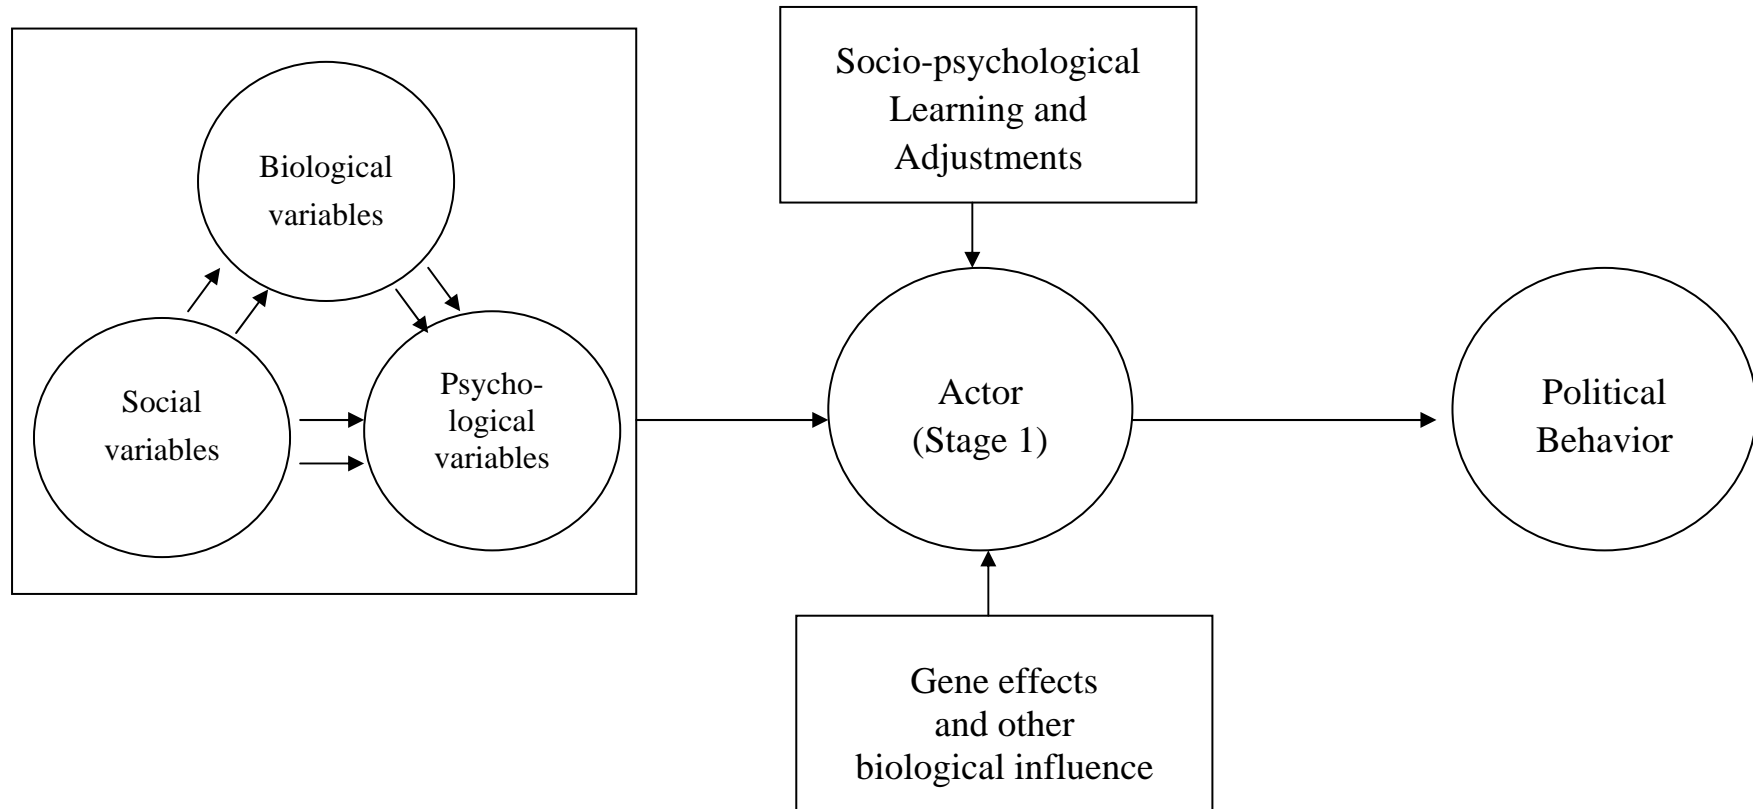 Biological
variables
Social
variables
Psycho-
logical
variables
Socio-psychological
Learning and
Adjustments
Actor
(Stage 1)
Gene effects
and other
biological influence
Political
Behavior